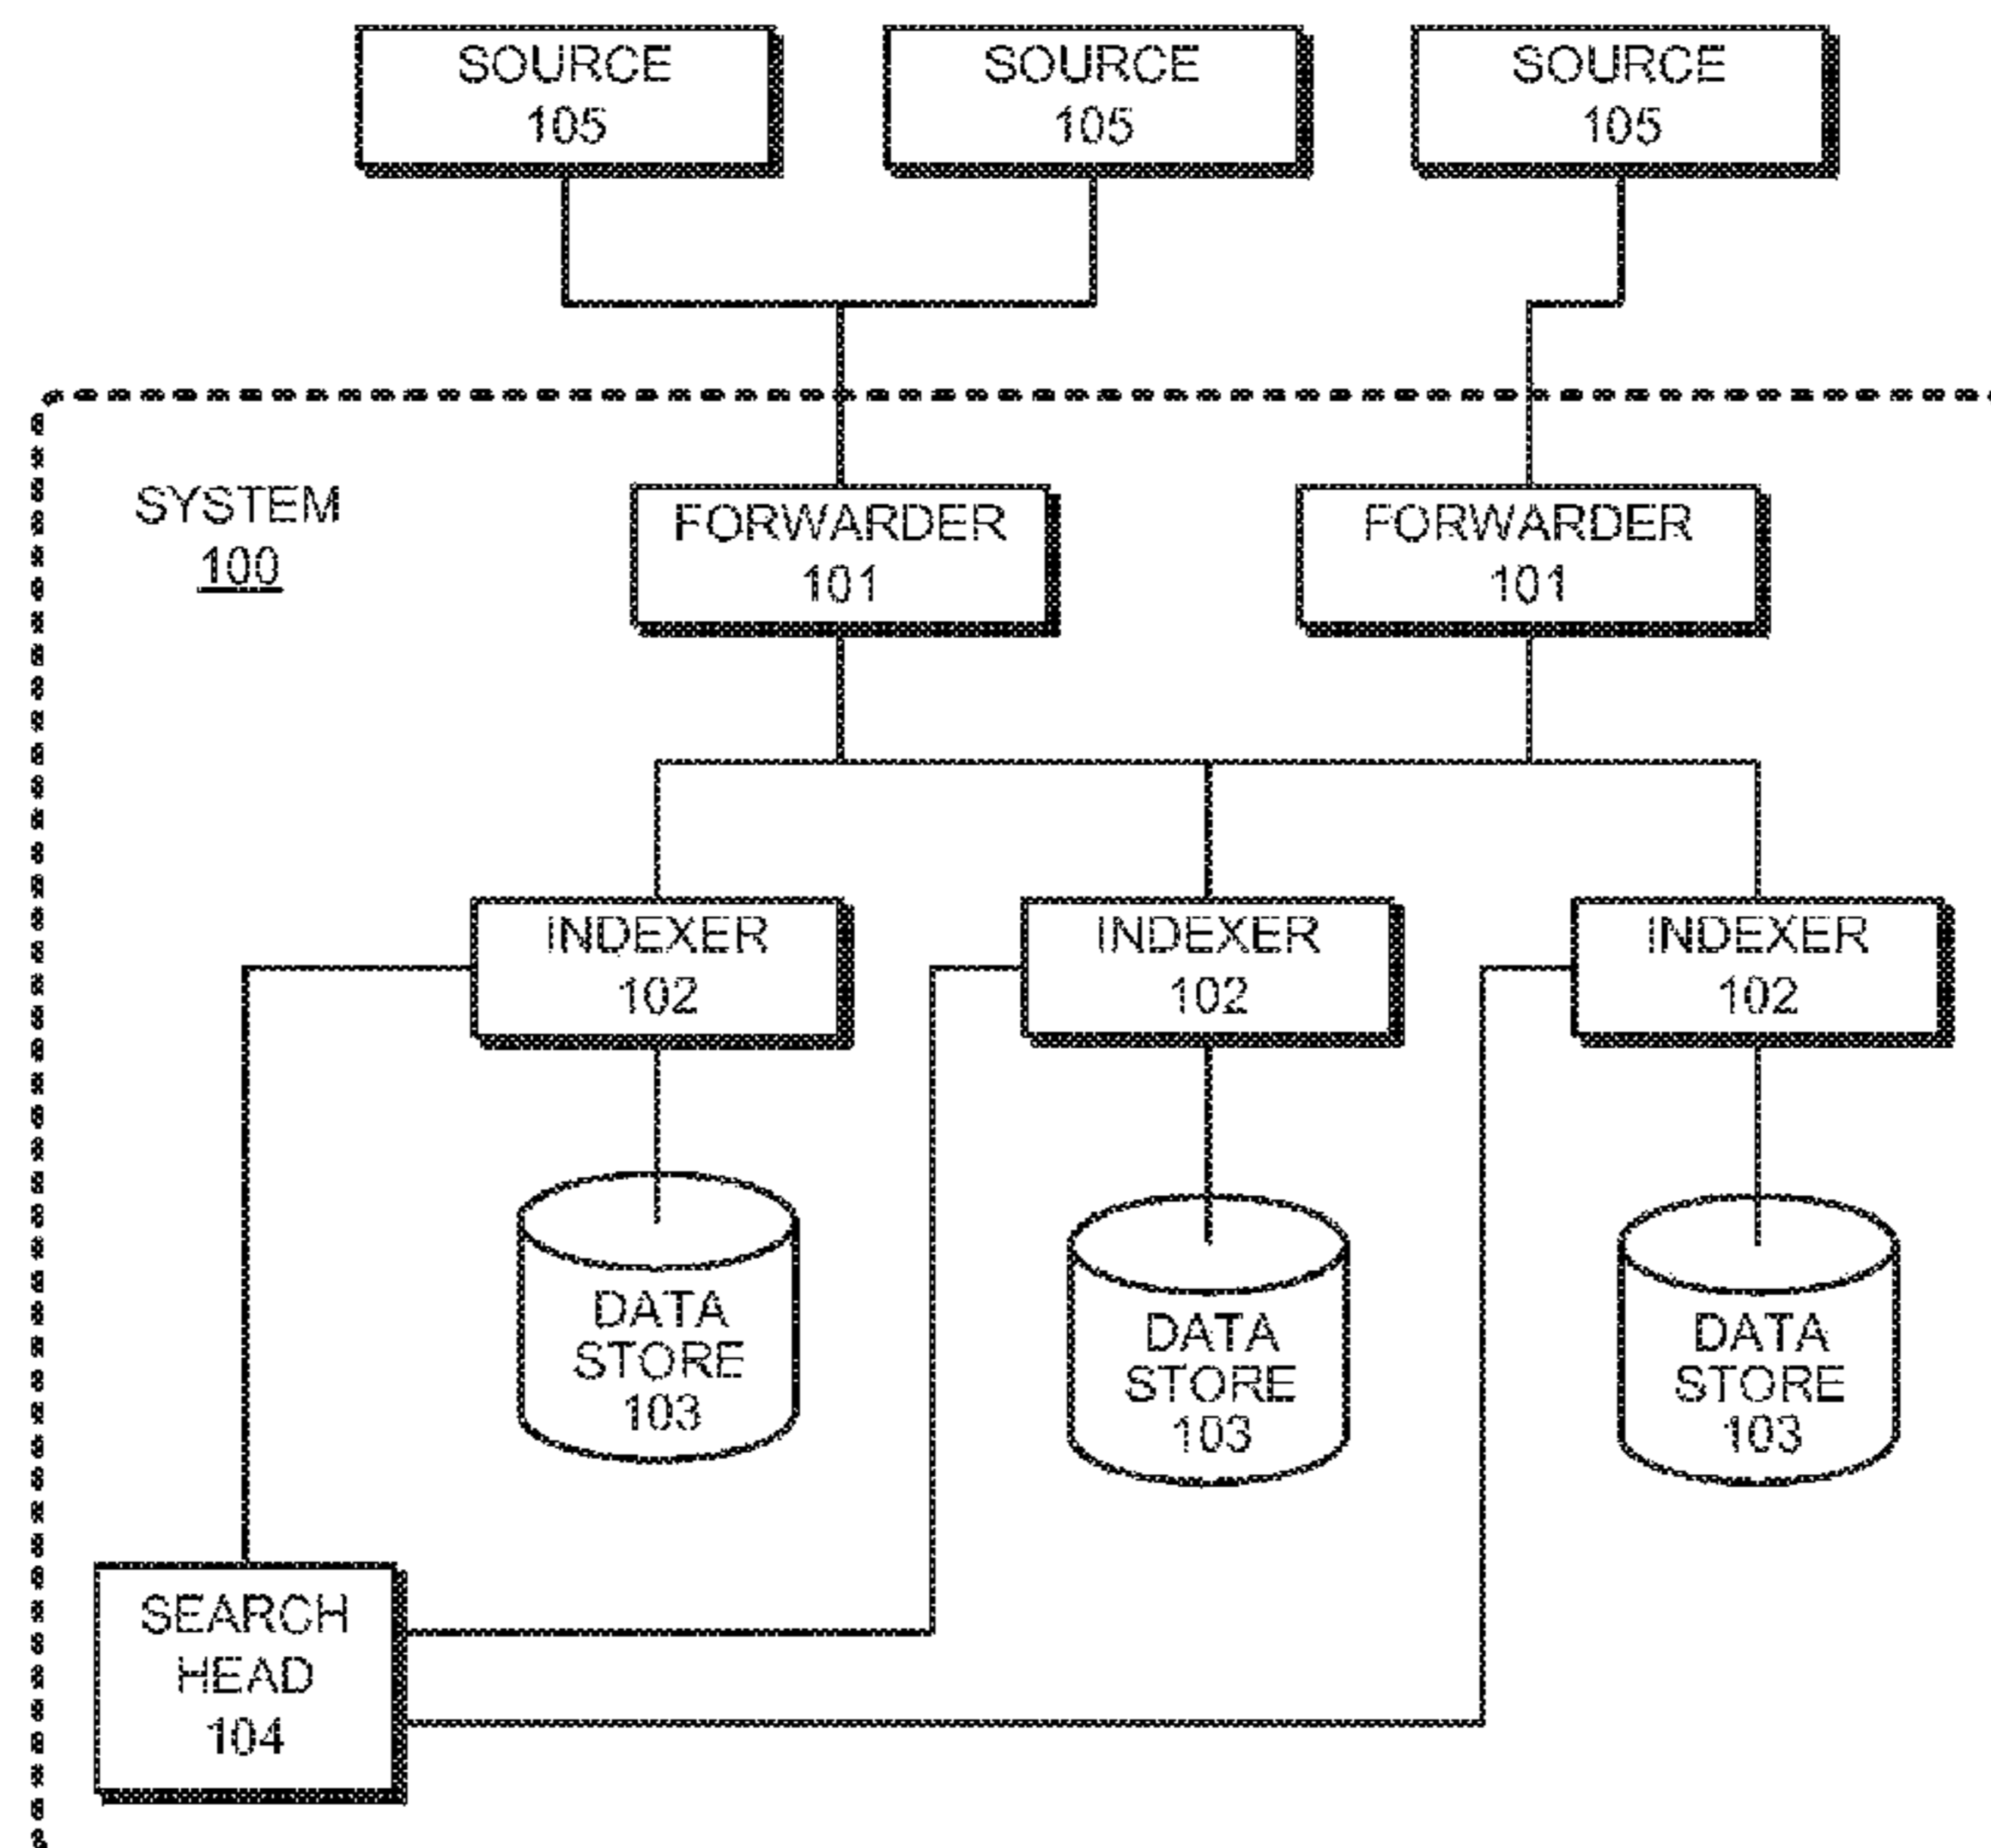 SOURCE
105
SOURCE
105
SOURCE
105
SYSTEM
100
FORWARDER
101
FORWARDER
101
INDEXER
102
INDEXER
102
INDEXER
102
DATA
STORE
103
DATA
STORE
103
DATA
STORE
103
SEARCH
HEAD
104